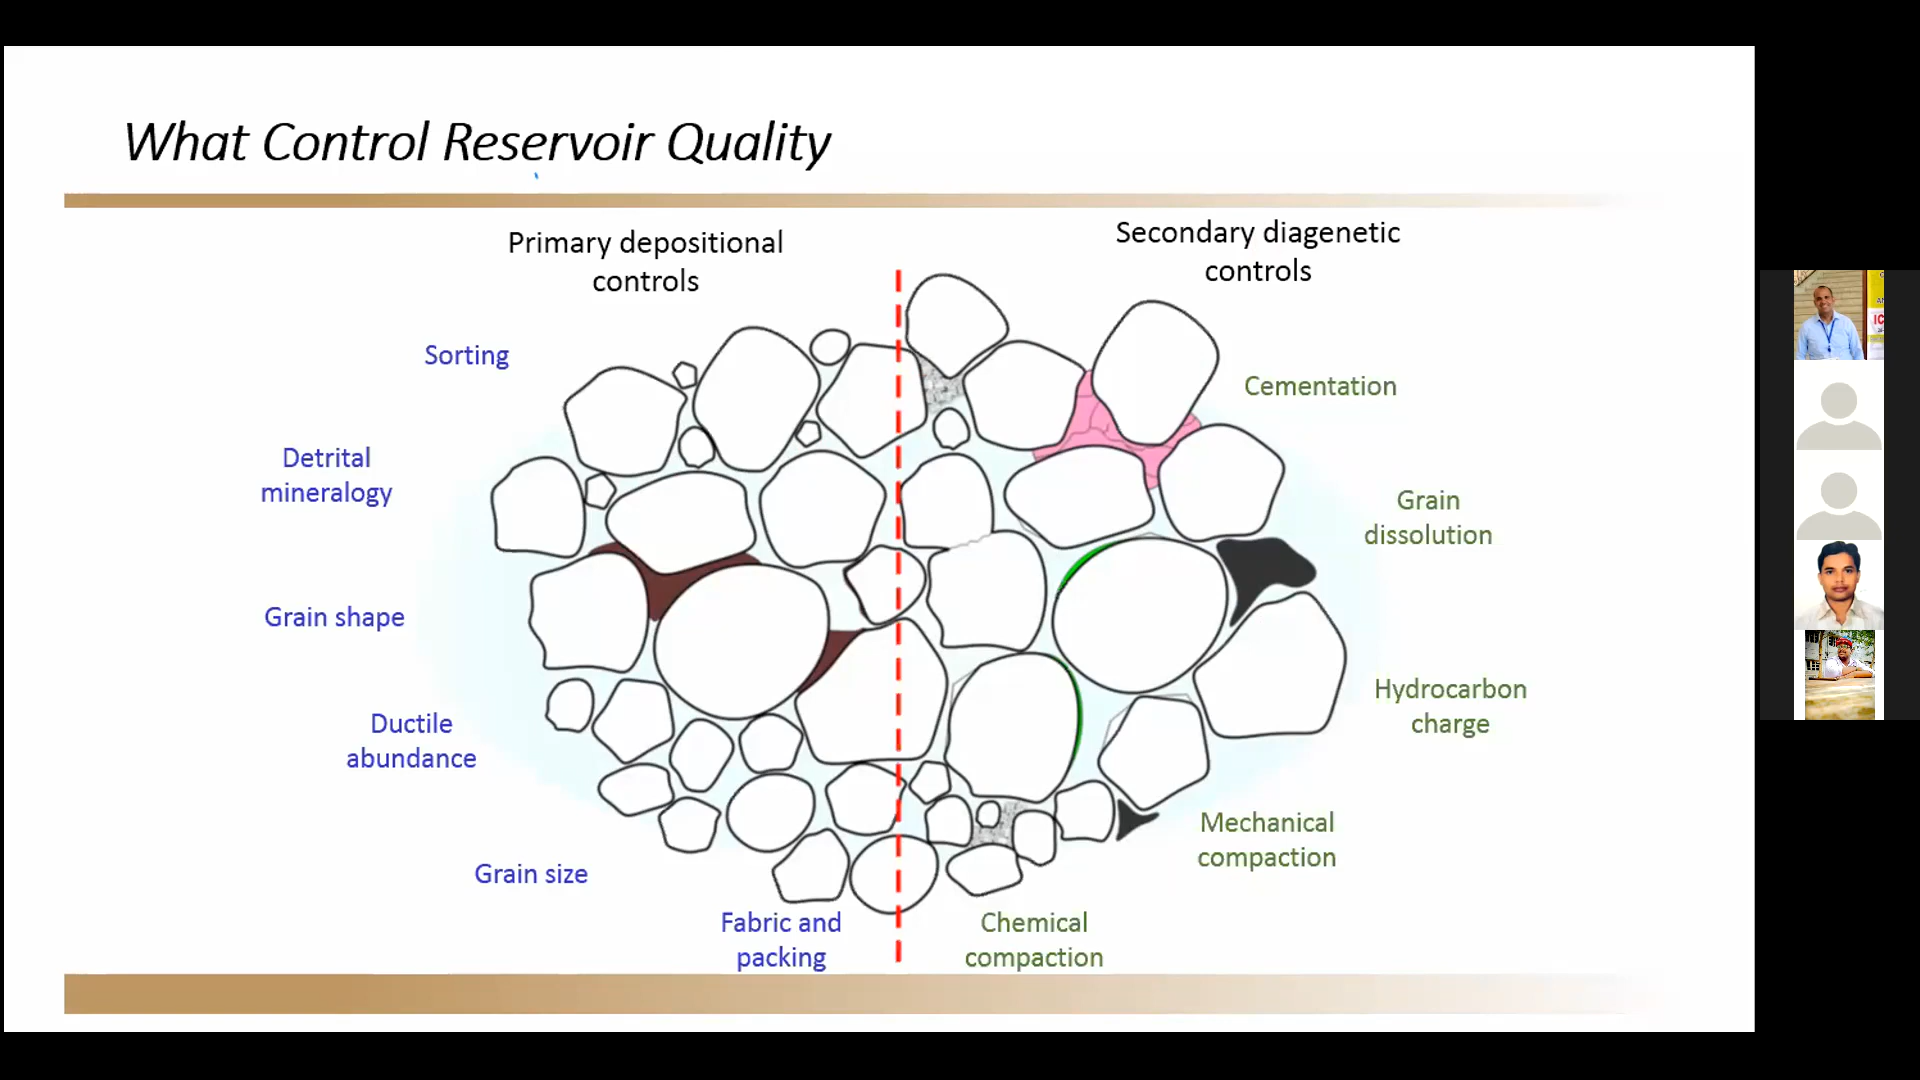 What Control Reservoir Quality
Primary depositional
controls
Secondary diagenetic
controls
Sorting
Detrital
mineralogy
Grain shape
Ductile
abundance
Grain size
Fabric and
packing
Cementation
Grain
dissolution
Hydrocarbon
charge
Mechanical
compaction
Chemical
compaction
IC